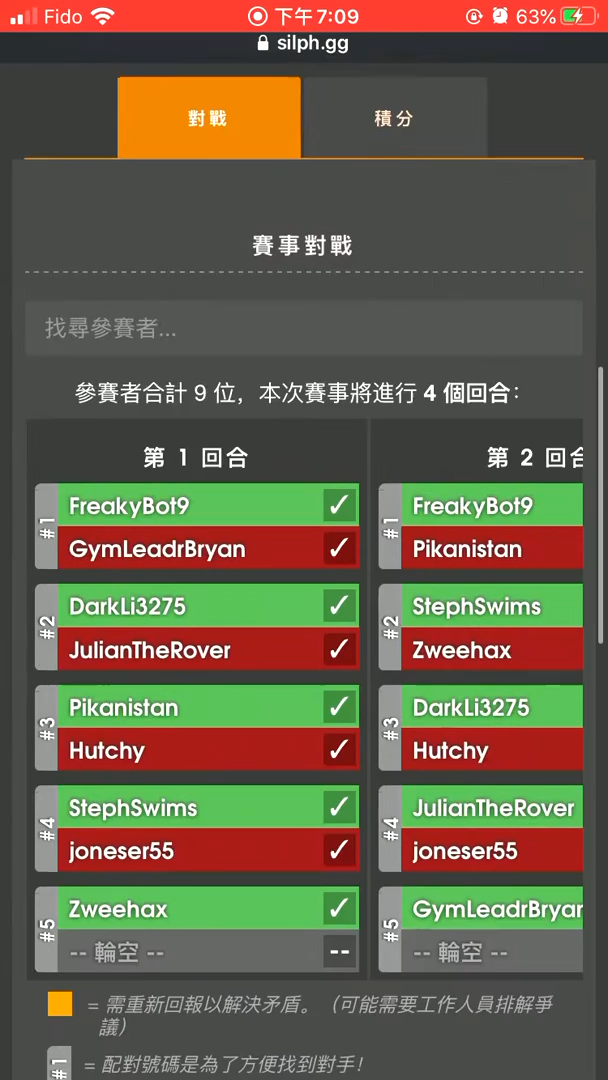 Fido 下午7:09 63%
silph.gg
對戰 積分
賽事對戰
找尋參賽者...
參賽者合計 9 位，本次賽事將進行 4 個回合：
第 1 回合
#1
FreakyBot9
GymLeadrBryan
#2
DarkLi3275
JulianTheRover
#3
Pikanistan
Hutchy
#4
StephSwims
joneser55
#5
Zweehax
-- 輪空 -- --
第 2 回合
#1
FreakyBot9
Pikanistan
#2
StephSwims
Zweehax
#3
DarkLi3275
Hutchy
#4
JulianTheRover
joneser55
#5
GymLeadrBryan
-- 輪空 --
= 需重新回報以解決矛盾。（可能需要工作人員排解爭
議）
#1 = 配對號碼是為了方便找到對手！